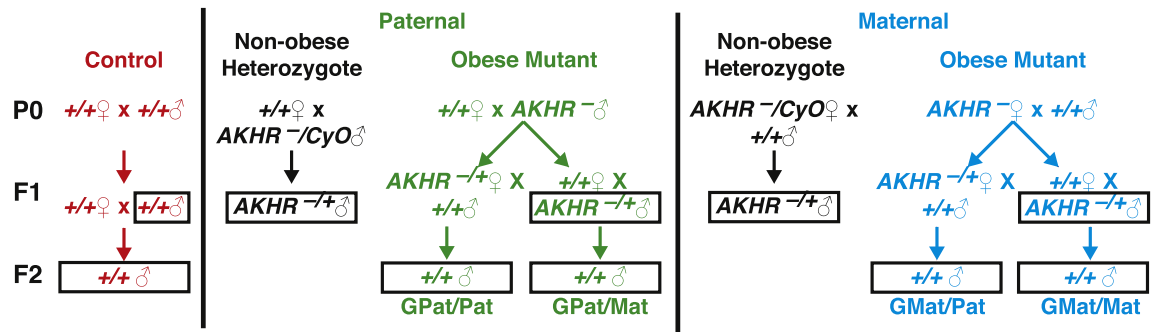 Paternal
Maternal
Control
Non-obese
Heterozygote
Obese Mutant
Non-obese
Heterozygote
Obese Mutant
P0
+/+♀ x +/+♂
+/+♀ x
AKHR –/CyO♂
+/+♀ x AKHR –♂
AKHR –/CyO♀ x
+/+♂
AKHR –♀ x +/+♂
F1
+/+♀ x +/+♂
AKHR –/+♂
AKHR –/+♀ X
+/+♂
+/+♀ X
AKHR –/+♂
AKHR –/+♂
AKHR –/+♀ X
+/+♂
+/+♀ X
AKHR –/+♂
F2
+/+ ♂
+/+ ♂
+/+ ♂
+/+ ♂
+/+ ♂
GPat/Pat
GPat/Mat
GMat/Pat
GMat/Mat